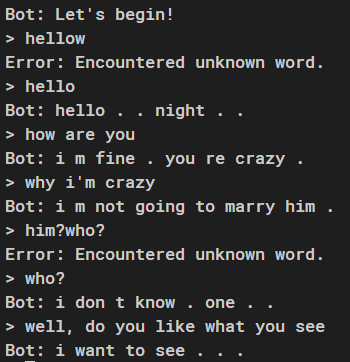 Bot: Let's begin!
> hellow
Error: Encountered unknown word.
> hello
Bot: hello . . night . .
> how are you
Bot: i m fine . you re crazy .
> why i'm crazy
Bot: i m not going to marry him .
> him?who?
Error: Encountered unknown word.
> who?
Bot: i don t know . one . .
> well, do you like what you see
Bot: i want to see . . .